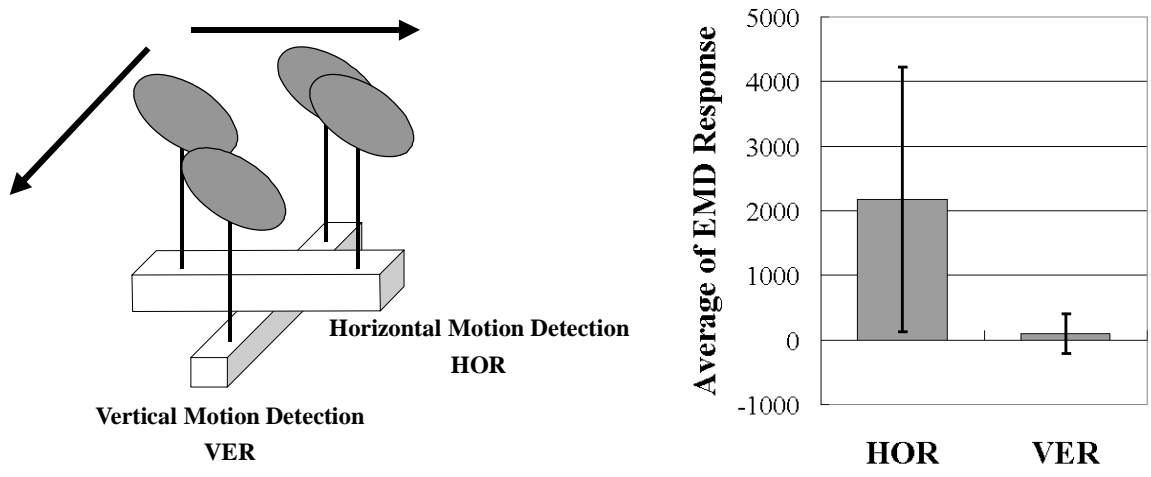 Horizontal Motion Detection
HOR
Vertical Motion Detection
VER
Average of EMD Response
5000
4000
3000
2000
1000
0
-1000
HOR VER